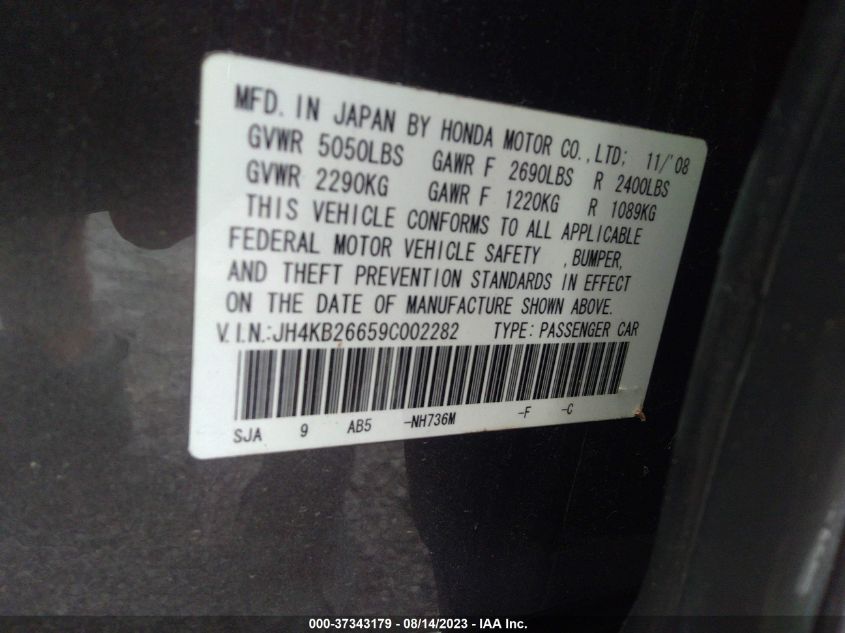 MFD. IN JAPAN BY HONDA MOTOR CO.,LTD; 11/'08
GVWR 5050LBS GAWR F 2690LBS R 2400LBS
GVWR 2290KG GAWR F 1220KG R 1089KG
THIS VEHICLE CONFORMS TO ALL APPLICABLE
FEDERAL MOTOR VEHICLE SAFETY ,BUMPER,
AND THEFT PREVENTION STANDARDS IN EFFECT
ON THE DATE OF MANUFACTURE SHOWN ABOVE.
V.I.N.:JH4KB26659C002282 TYPE: PASSENGER CAR
SJA 9 AB5 -NH736M -F -C
000-37343179 - 08/14/2023 - IAA Inc.